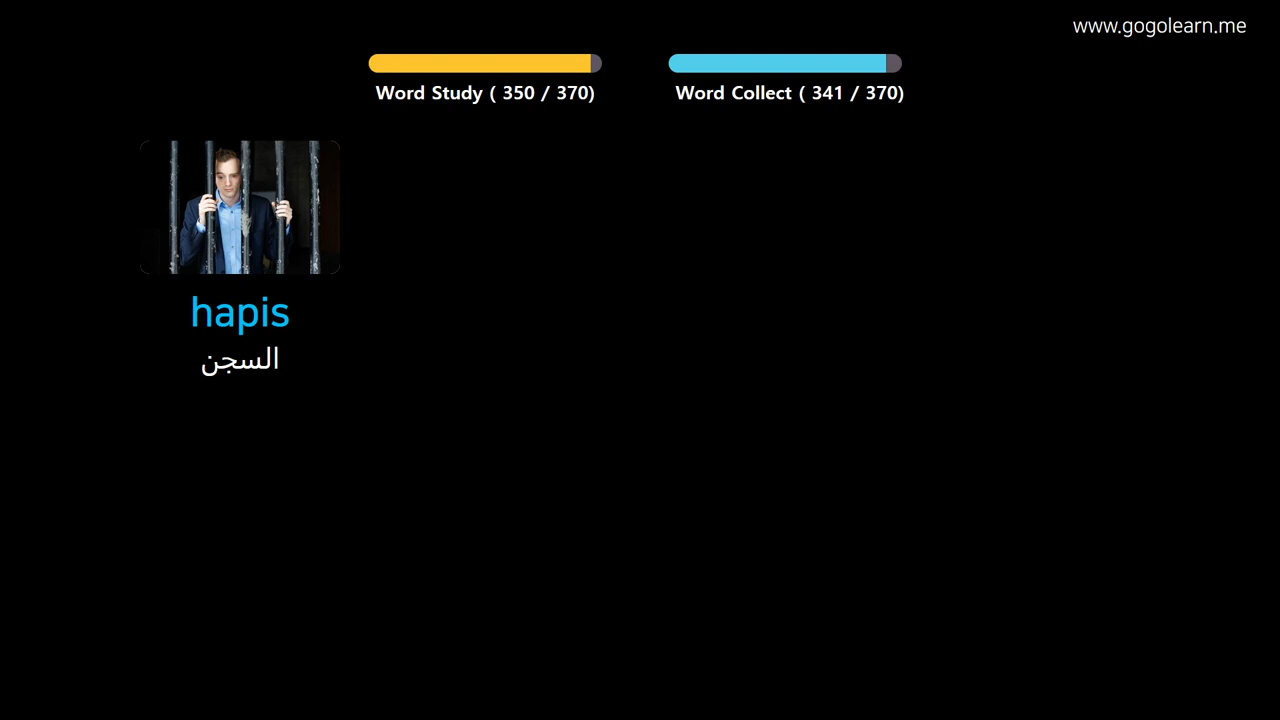 www.gogolearn.me
Word Study ( 350 / 370)
Word Collect ( 341 / 370)
hapis
السجن